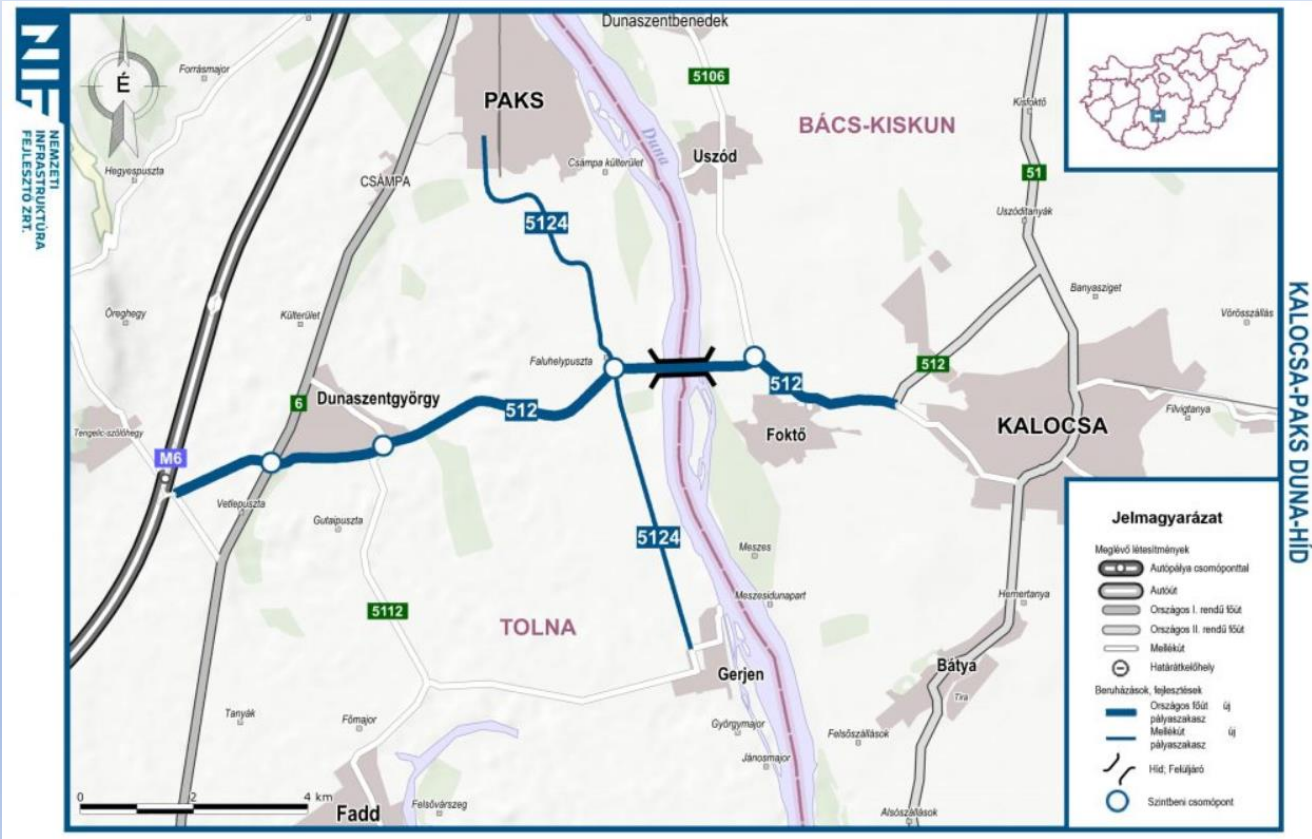 NIF
NEMZETI
INFRASTRUKTÚRA
FEJLESZTŐ ZRT.
KALOCSA-PAKS DUNA-HÍD
É
Dunaszentbenedek
Forrásmajor
5106
PAKS
BÁCS-KISKUN
Kisfoktő
Duna
Uszód
Csámpa külterület
Hegyespuszta
CSÁMPA
51
Uszóditanyák
5124
Öreghegy
Külterület
Banyasziget
Vörösszállás
Faluhelypuszta
512
512
6
Dunaszentgyörgy
512
Filvigtanya
KALOCSA
Foktő
Tengelic-szőlőhegy
M6
Vetlepuszta
Gutaipuszta
5124
Meszes
Meszesidunapart
Hemertanya
5112
TOLNA
Gerjen
Bátya
Tira
Tanyák
Főmajor
Györgymajor
Felsőszállások
Jánosmajor
0 2 4 km
Fadd
Felsővárszeg
Alsószállások
Jelmagyarázat
Meglévő létesítmények
Autópálya csomóponttal
Autóút
Országos I. rendű főút
Országos II. rendű főút
Mellékút
Határátkelőhely
Beruházások, fejlesztések
Országos főút új
pályaszakasz
Mellékút új
pályaszakasz
Híd; Felüljáró
Szintbeni csomópont